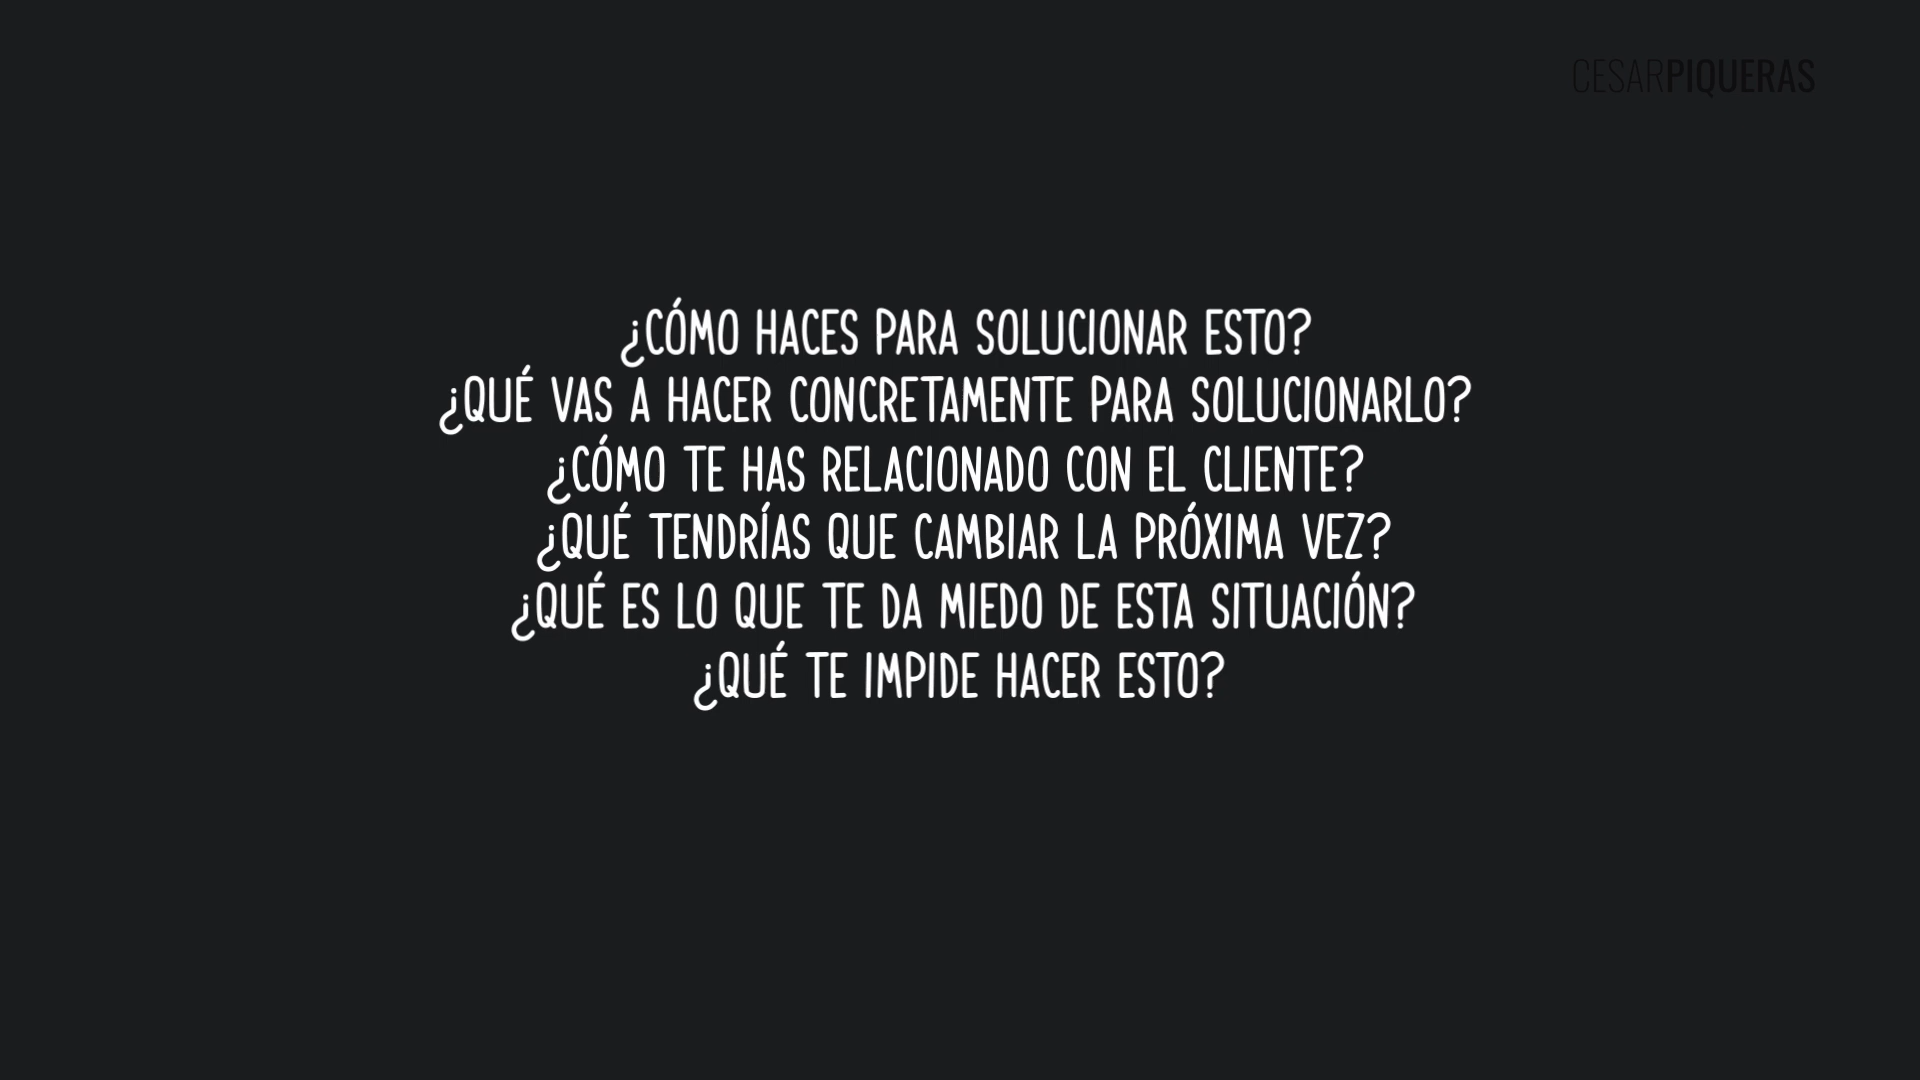 CESARPIQUERAS
¿CÓMO HACES PARA SOLUCIONAR ESTO?
¿QUÉ VAS A HACER CONCRETAMENTE PARA SOLUCIONARLO?
¿CÓMO TE HAS RELACIONADO CON EL CLIENTE?
¿QUÉ TENDRÍAS QUE CAMBIAR LA PRÓXIMA VEZ?
¿QUÉ ES LO QUE TE DA MIEDO DE ESTA SITUACIÓN?
¿QUÉ TE IMPIDE HACER ESTO?